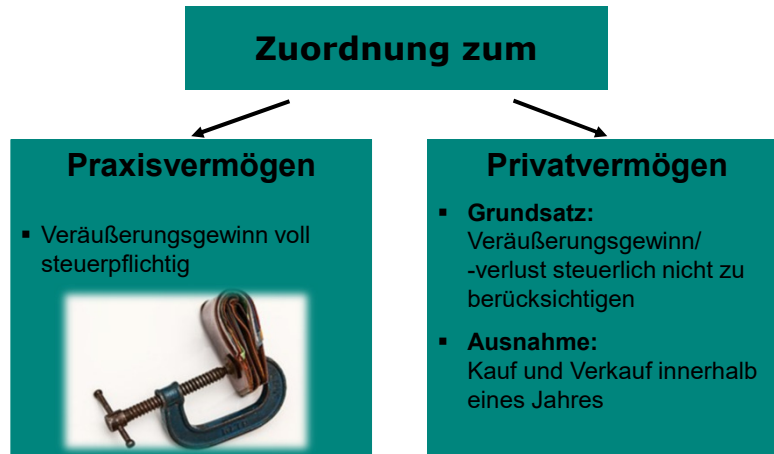 Zuordnung zum
Praxisvermögen
▪ Veräußerungsgewinn voll
steuerpflichtig
Privatvermögen
▪ Grundsatz:
Veräußerungsgewinn/
-verlust steuerlich nicht zu
berücksichtigen
▪ Ausnahme:
Kauf und Verkauf innerhalb
eines Jahres